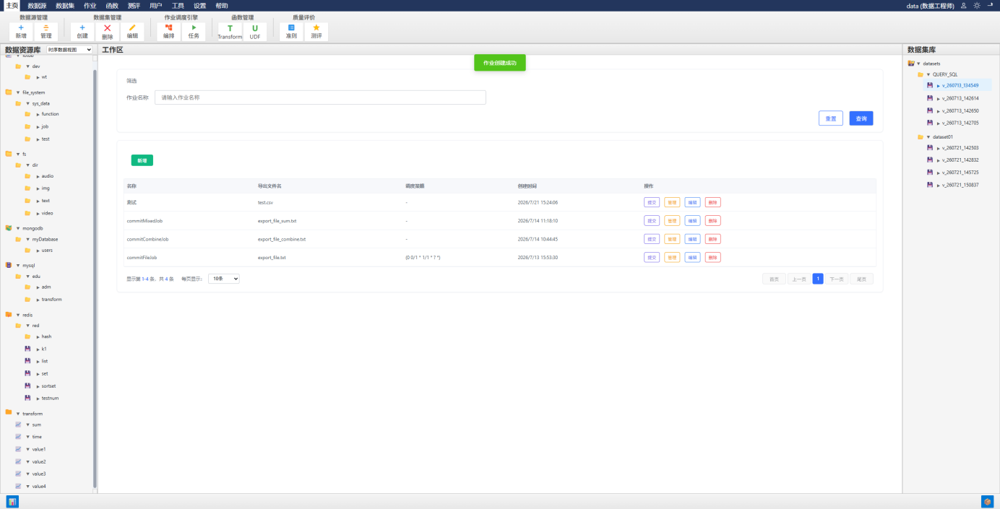 主页 数据源 数据集 作业 函数 测评 用户 工具 设置 帮助 data (数据工程师)
数据源管理 数据集管理 作业调度引擎 函数管理 质量评价
新增 管理 创建 删除 编辑 编排 任务 Transform UDF 准则 测评
数据资源库 时序数据视图
iotdb
dev
wt
file_system
sys_data
function
job
test
fs
dir
audio
img
text
video
mongodb
myDatabase
users
mysql
edu
adm
transform
redis
red
hash
k1
list
set
sortset
testnum
transform
sum
time
value1
value2
value3
value4
工作区
作业创建成功
筛选
作业名称 请输入作业名称
重置 查询
新增
名称 导出文件名 调度策略 创建时间 操作
测试 test.csv - 2026/7/21 15:24:06 提交 管理 编辑 删除
commitMixedJob export_file_sum.txt - 2026/7/14 11:18:10 提交 管理 编辑 删除
commitCombineJob export_file_combine.txt - 2026/7/14 10:44:45 提交 管理 编辑 删除
commitFileJob export_file.txt (0 0/1 * 1/1 * ? *) 2026/7/13 15:53:30 提交 管理 编辑 删除
显示第 1-4 条，共 4 条 每页显示: 10条 首页 上一页 1 下一页 尾页
数据集库
datasets
QUERY_SQL
v_260713_134549
v_260713_142614
v_260713_142650
v_260713_142705
dataset01
v_260721_142503
v_260721_142832
v_260721_145725
v_260721_150837